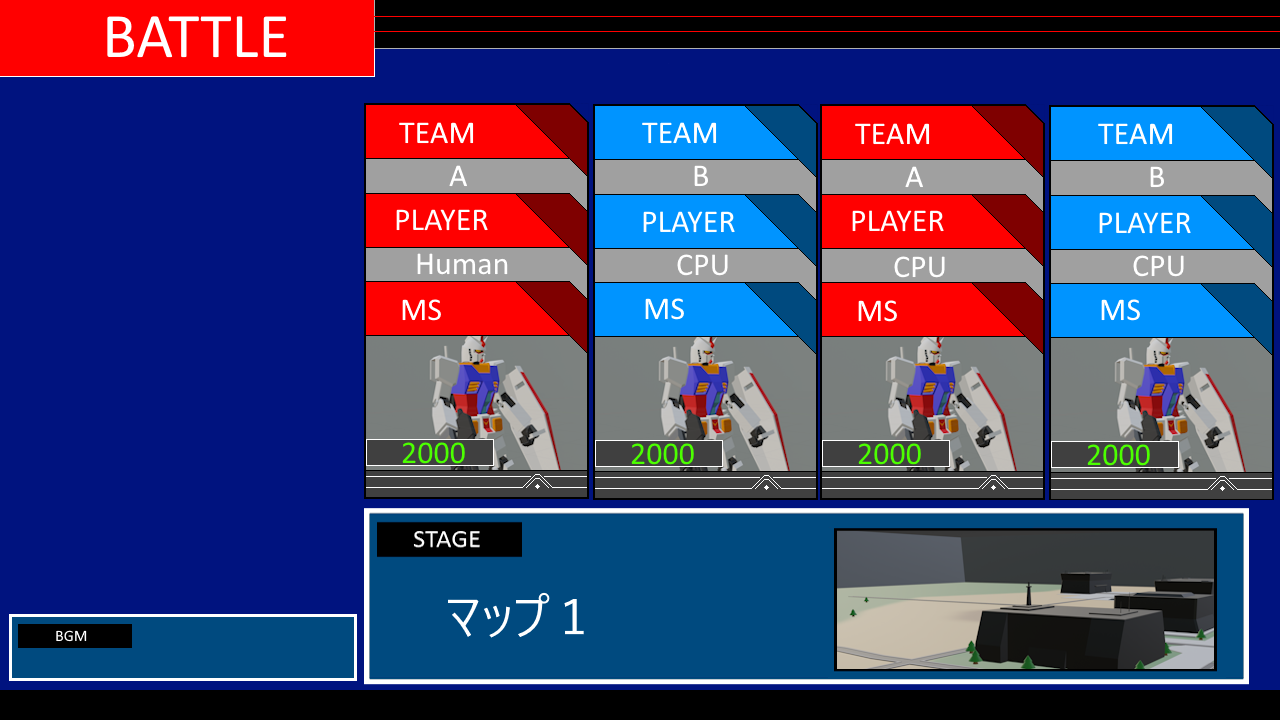 BATTLE
TEAM
A
PLAYER
Human
MS
2000
TEAM
B
PLAYER
CPU
MS
2000
TEAM
A
PLAYER
CPU
MS
2000
TEAM
B
PLAYER
CPU
MS
2000
STAGE
マップ 1
BGM